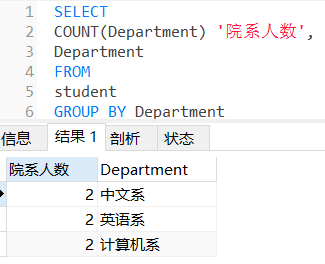 1 SELECT
2 COUNT(Department) '院系人数',
3 Department
4 FROM
5 student
6 GROUP BY Department
信息 结果 1 剖析 状态
院系人数 Department
2 中文系
2 英语系
2 计算机系